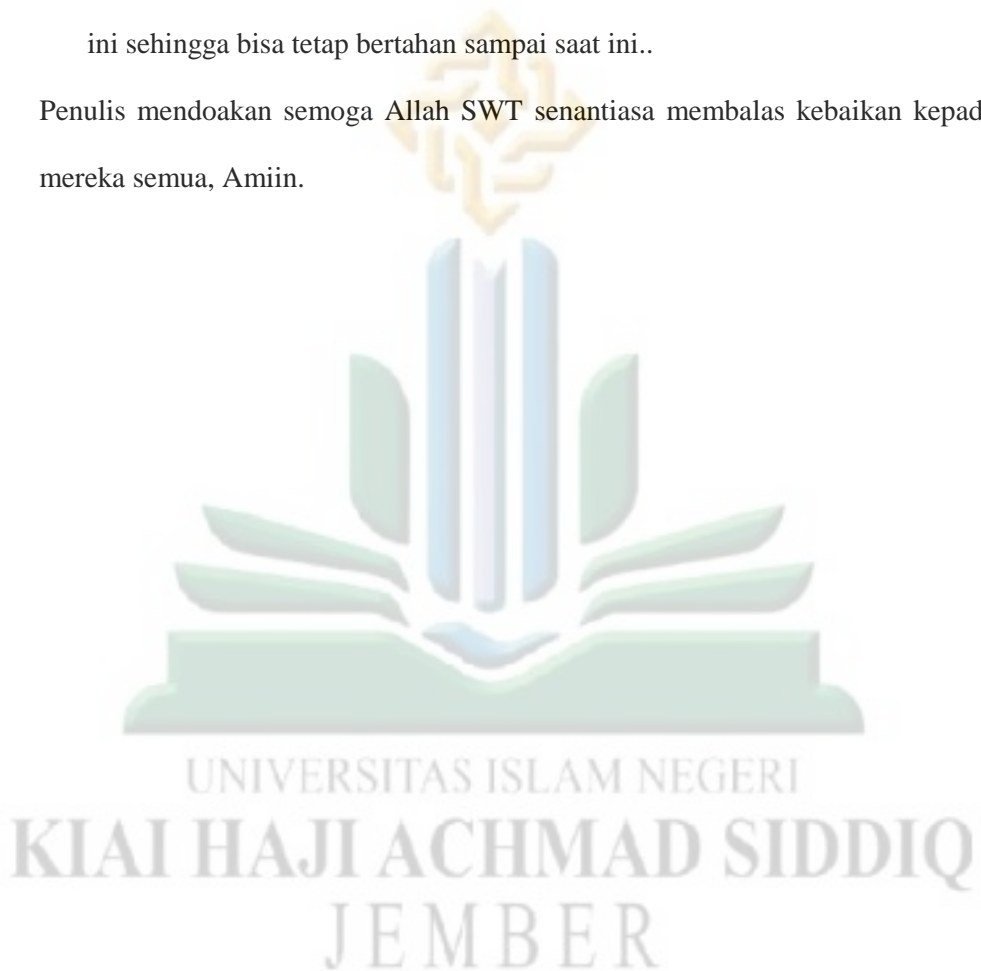 ini sehingga bisa tetap bertahan sampai saat ini..
Penulis mendoakan semoga Allah SWT senantiasa membalas kebaikan kepad
mereka semua, Amiin.
UNIVERSITAS ISLAM NEGERI
KIAI HAJI ACHMAD SIDDIQ
JEMBER